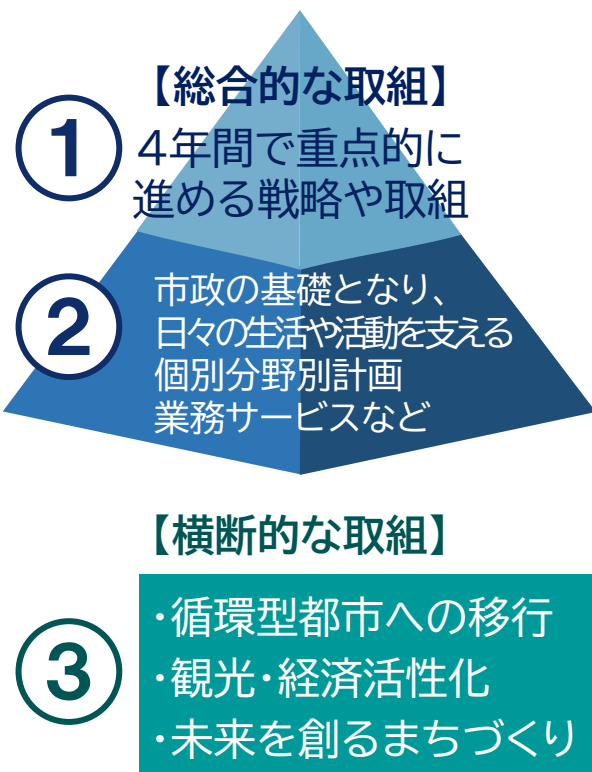 【総合的な取組】
① 4年間で重点的に
進める戦略や取組
② 市政の基礎となり、
日々の生活や活動を支える
個別分野別計画
業務サービスなど
【横断的な取組】
③ ・循環型都市への移行
・観光・経済活性化
・未来を創るまちづくり